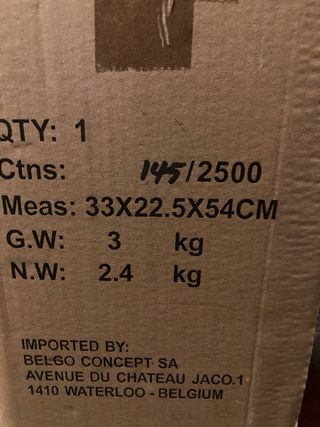 QTY: 1
Ctns: 145/2500
Meas: 33X22.5X54CM
G.W: 3 kg
N.W: 2.4 kg
IMPORTED BY:
BELGO CONCEPT SA
AVENUE DU CHATEAU JACO.1
1410 WATERLOO - BELGIUM